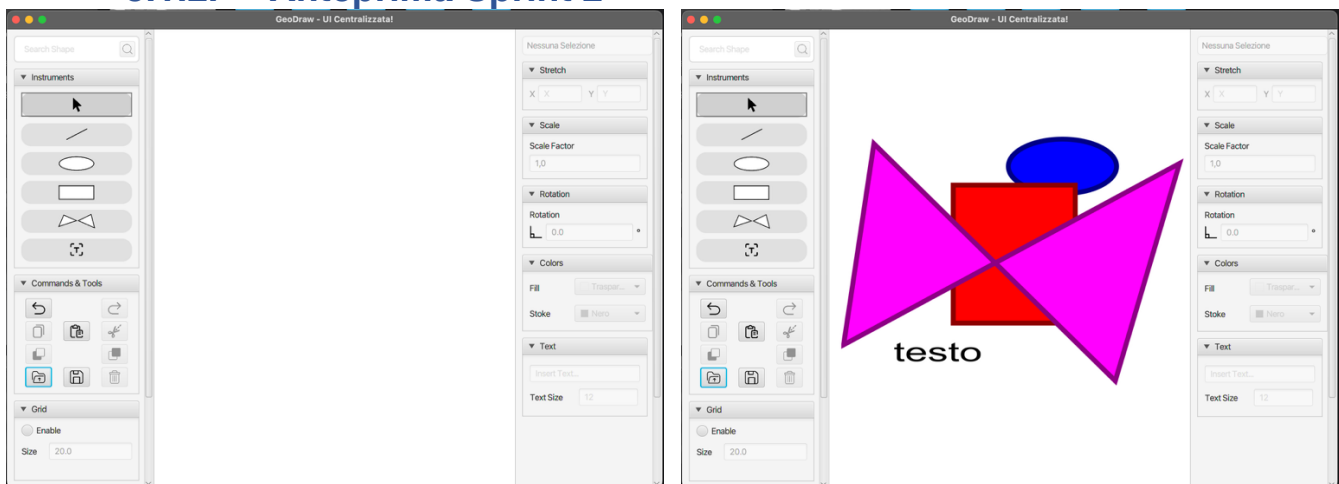 GeoDraw - UI Centralizzata!
Search Shape
Instruments
Commands & Tools
Grid
Enable
Size 20.0
Nessuna Selezione
Stretch
X X Y Y
Scale
Scale Factor
1,0
Rotation
Rotation
0.0 °
Colors
Fill Traspar...
Stoke Nero
Text
Insert Text...
Text Size 12
GeoDraw - UI Centralizzata!
Search Shape
Instruments
Commands & Tools
Grid
Enable
Size 20.0
testo
Nessuna Selezione
Stretch
X X Y Y
Scale
Scale Factor
1,0
Rotation
Rotation
0.0 °
Colors
Fill Traspar...
Stoke Nero
Text
Insert Text...
Text Size 12